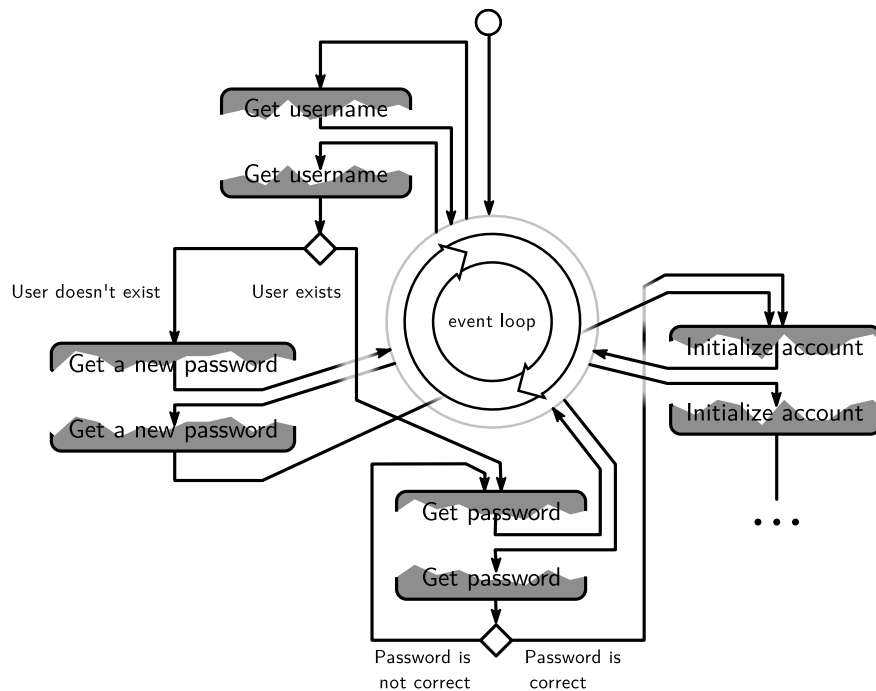 Get username
Get username
User doesn't exist
User exists
event loop
Get a new password
Initialize account
Get a new password
Initialize account
Get password
Get password
Password is
not correct
Password is
correct